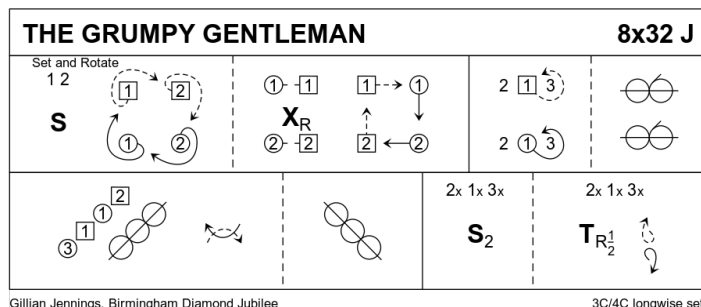 THE GRUMPY GENTLEMAN 8x32 J
Set and Rotate
1 2
1 2
S
1 2
1 1 1 1
X R
2 2 2 2
2 1 3
2 1 3
2
1
1
3
2x 1x 3x
S2
2x 1x 3x
T R 1/2
Gillian Jennings, Birmingham Diamond Jubilee 3C/4C longwise set